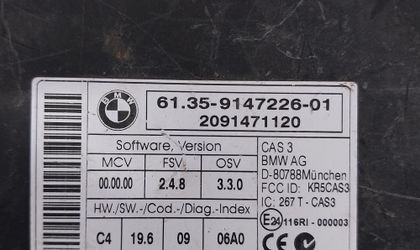 BMW
61.35-9147226-01
2091471120
Software, Version
MCV FSV OSV
00.00.00 2.4.8 3.3.0
HW./SW.-/Cod.-/Diag.-Index
C4 19.6 09 06A0
CAS 3
BMW AG
D-80788München
FCC ID: KR5CAS3
IC: 267 T - CAS3
E24 116RI - 000003